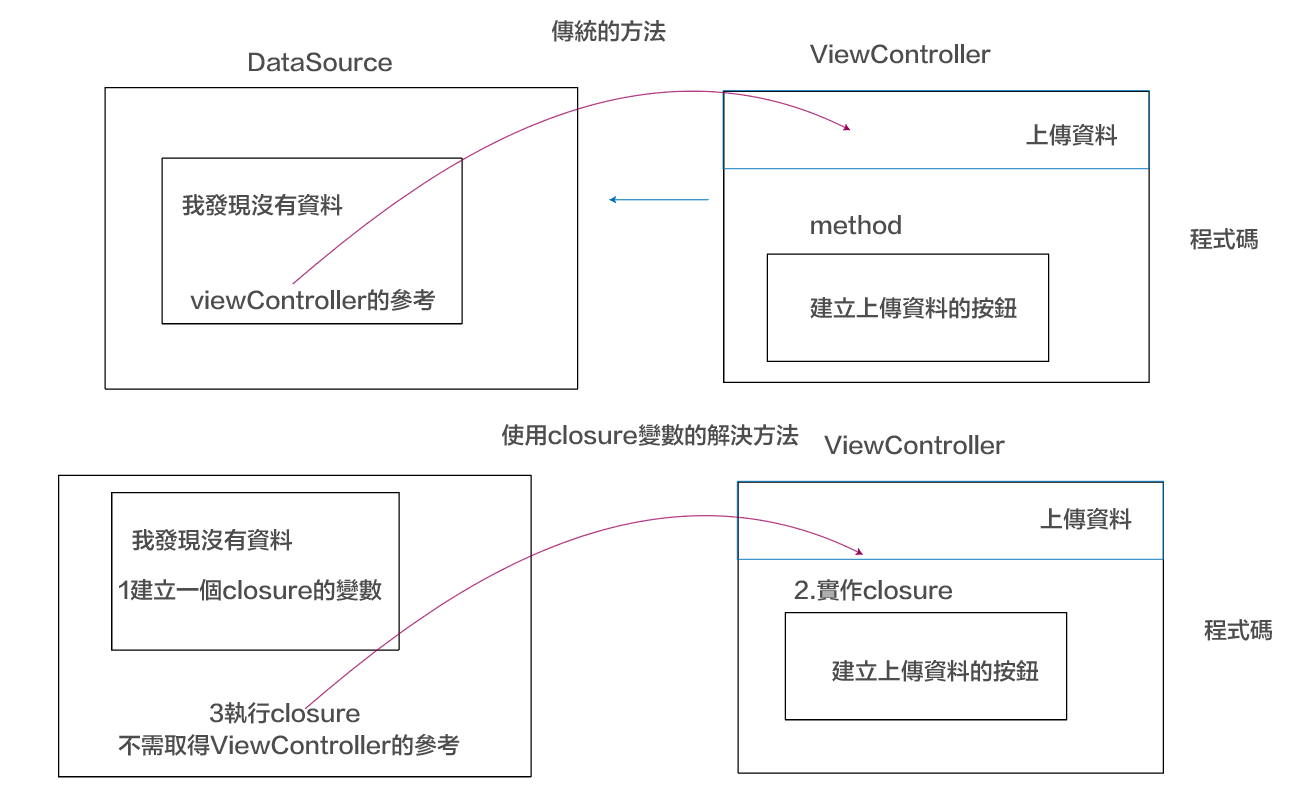 傳統的方法
DataSource
ViewController
上傳資料
我發現沒有資料
method
程式碼
viewController的參考
建立上傳資料的按鈕
使用closure變數的解決方法
ViewController
上傳資料
我發現沒有資料
1建立一個closure的變數
2.實作closure
程式碼
建立上傳資料的按鈕
3執行closure
不需取得ViewController的參考